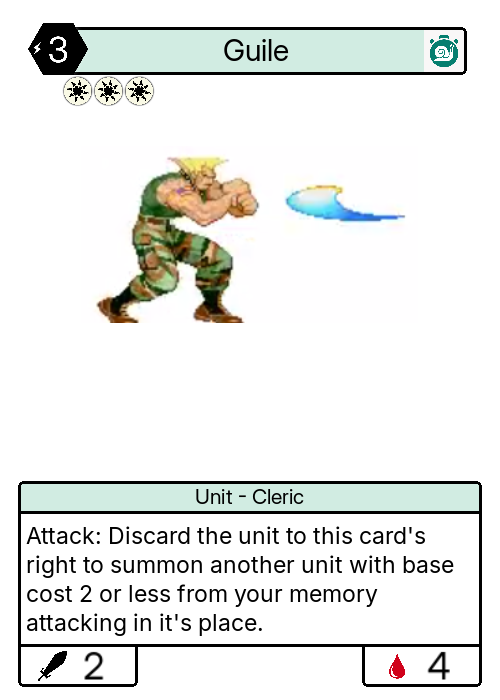 3
Guile
Unit - Cleric
Attack: Discard the unit to this card's
right to summon another unit with base
cost 2 or less from your memory
attacking in it's place.
2
4